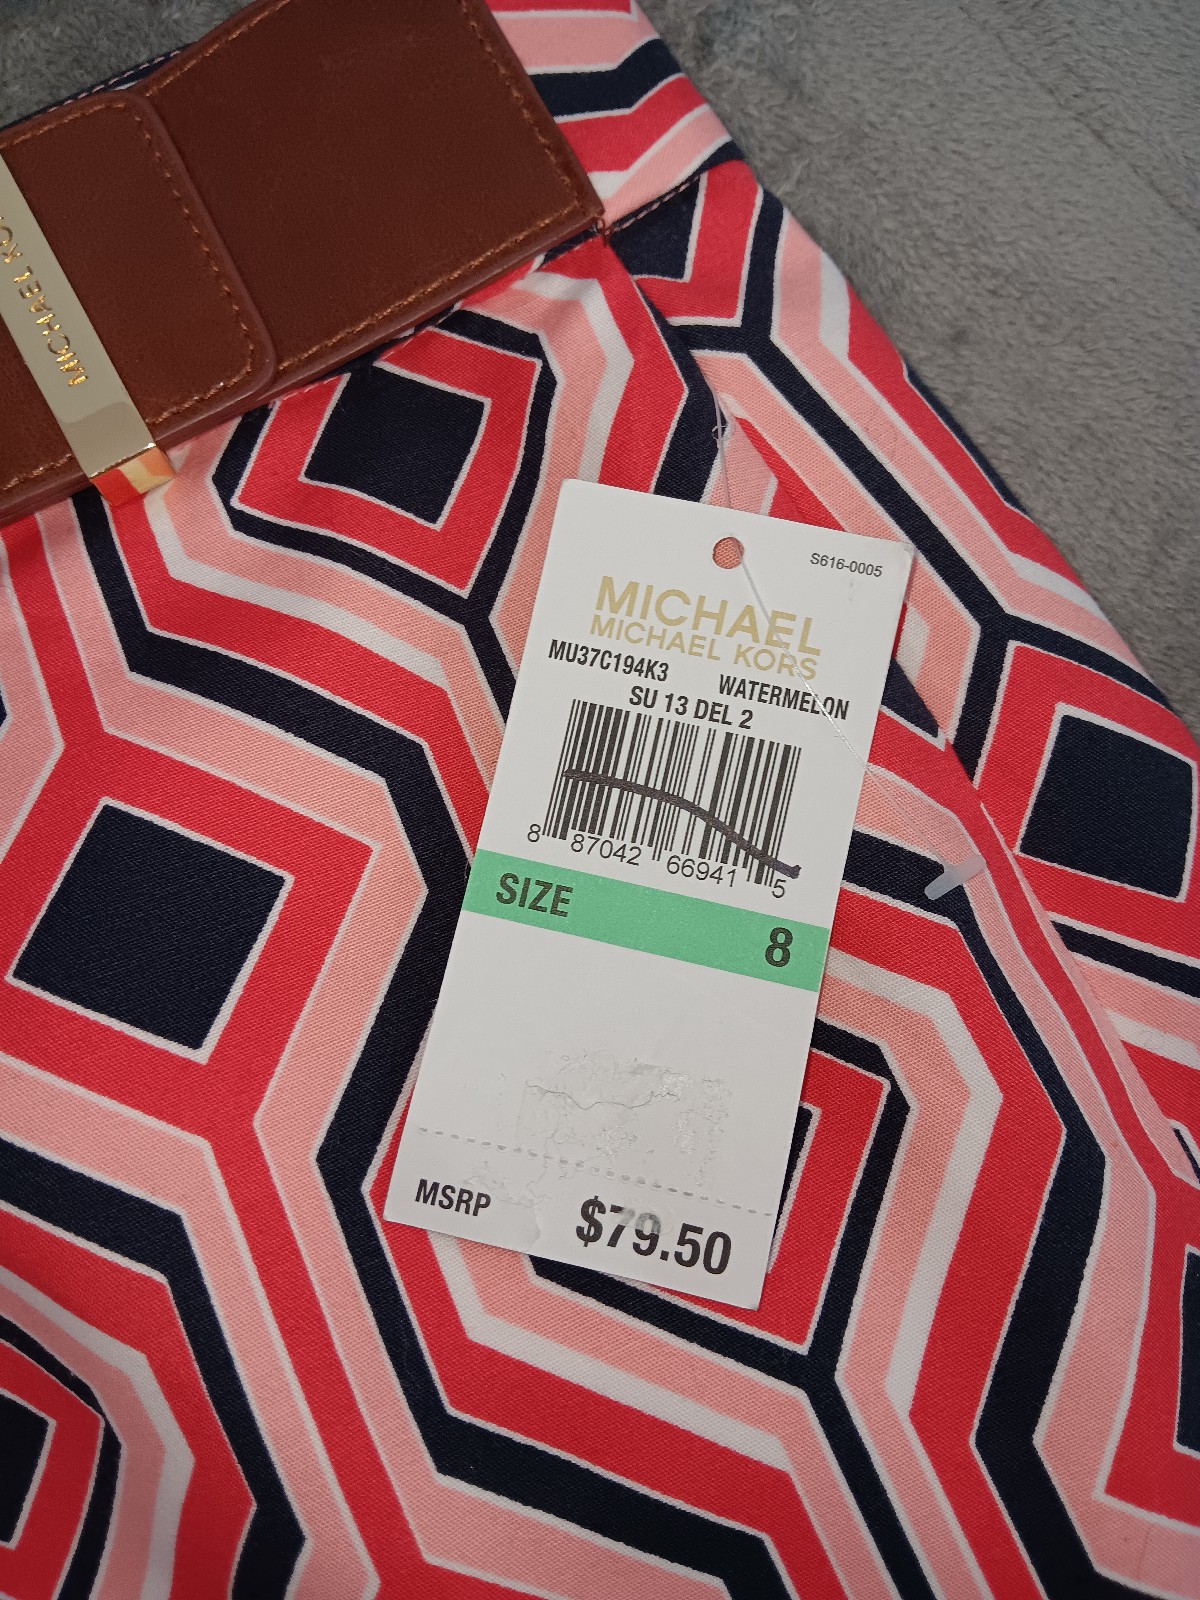 MICHAEL KO
S616-0005
MICHAEL
MICHAEL KORS
MU37C194K3 WATERMELON
SU 13 DEL 2
8 87042 66941 5
SIZE 8
MSRP $79.50